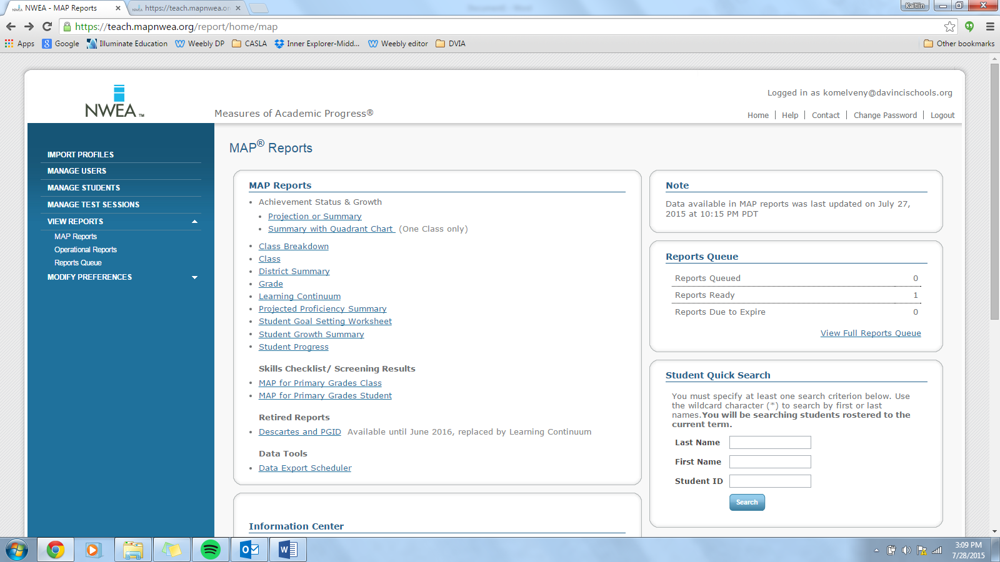 NWEA - MAP Reports
https://teach.mapnwea.or
Kaitlin
https://teach.mapnwea.org/report/home/map
Apps Google Illuminate Education Weebly DP CASLA Inner Explorer-Midd... Weebly editor DVIA Other bookmarks
NWEA™
Measures of Academic Progress®
Logged in as komelveny@davincischools.org
Home | Help | Contact | Change Password | Logout
IMPORT PROFILES
MANAGE USERS
MANAGE STUDENTS
MANAGE TEST SESSIONS
VIEW REPORTS
MAP Reports
Operational Reports
Reports Queue
MODIFY PREFERENCES
MAP® Reports
MAP Reports
• Achievement Status & Growth
• Projection or Summary
• Summary with Quadrant Chart (One Class only)
• Class Breakdown
• Class
• District Summary
• Grade
• Learning Continuum
• Projected Proficiency Summary
• Student Goal Setting Worksheet
• Student Growth Summary
• Student Progress
Skills Checklist/ Screening Results
• MAP for Primary Grades Class
• MAP for Primary Grades Student
Retired Reports
• Descartes and PGID Available until June 2016, replaced by Learning Continuum
Data Tools
• Data Export Scheduler
Information Center
Note
Data available in MAP reports was last updated on July 27,
2015 at 10:15 PM PDT
Reports Queue
Reports Queued 0
Reports Ready 1
Reports Due to Expire 0
View Full Reports Queue
Student Quick Search
You must specify at least one search criterion below. Use
the wildcard character (*) to search by first or last
names.You will be searching students rostered to the
current term.
Last Name
First Name
Student ID
Search
3:09 PM
7/28/2015